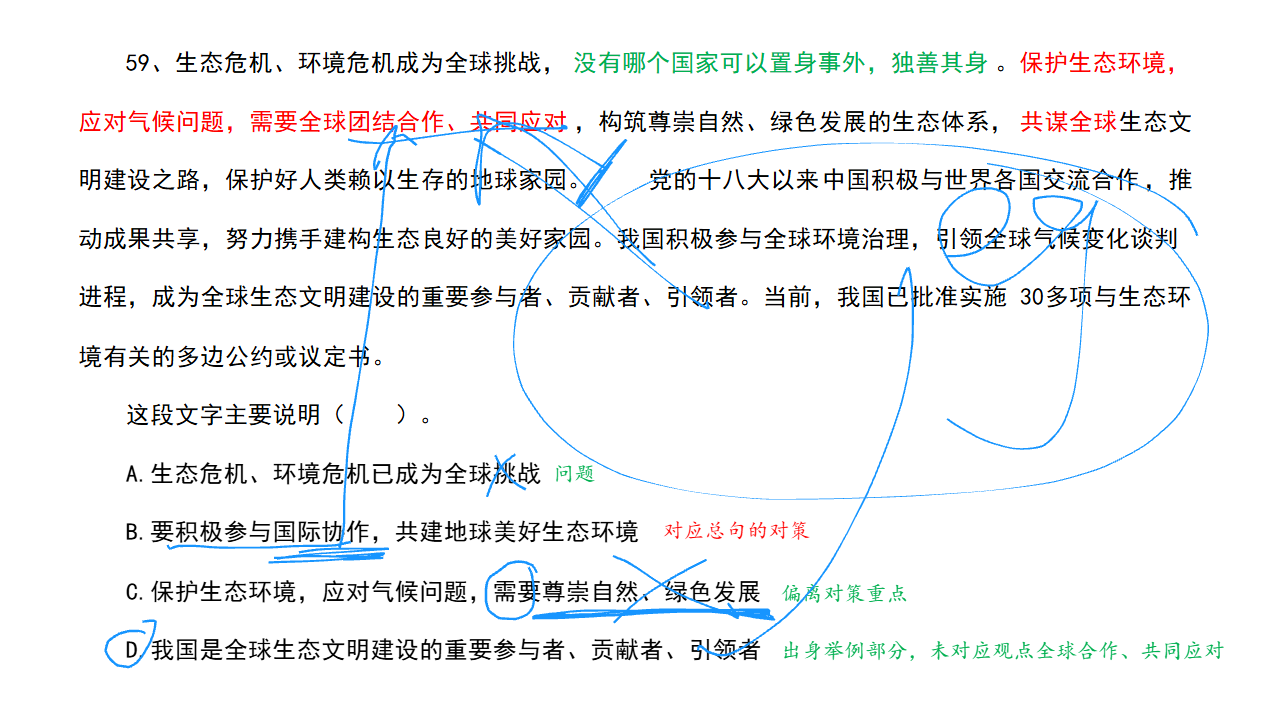 59、生态危机、环境危机成为全球挑战，没有哪个国家可以置身事外，独善其身。保护生态环境，
应对气候问题，需要全球团结合作、共同应对，构筑尊崇自然、绿色发展的生态体系，共谋全球生态文
明建设之路，保护好人类赖以生存的地球家园。 党的十八大以来中国积极与世界各国交流合作，推
动成果共享，努力携手建构生态良好的美好家园。我国积极参与全球环境治理，引领全球气候变化谈判
进程，成为全球生态文明建设的重要参与者、贡献者、引领者。当前，我国已批准实施 30多项与生态环
境有关的多边公约或议定书。
这段文字主要说明（ ）。
A.生态危机、环境危机已成为全球挑战 问题
B.要积极参与国际协作，共建地球美好生态环境 对应总句的对策
C.保护生态环境，应对气候问题，需要尊崇自然、绿色发展 偏离对策重点
D.我国是全球生态文明建设的重要参与者、贡献者、引领者 出身举例部分，未对应观点全球合作、共同应对